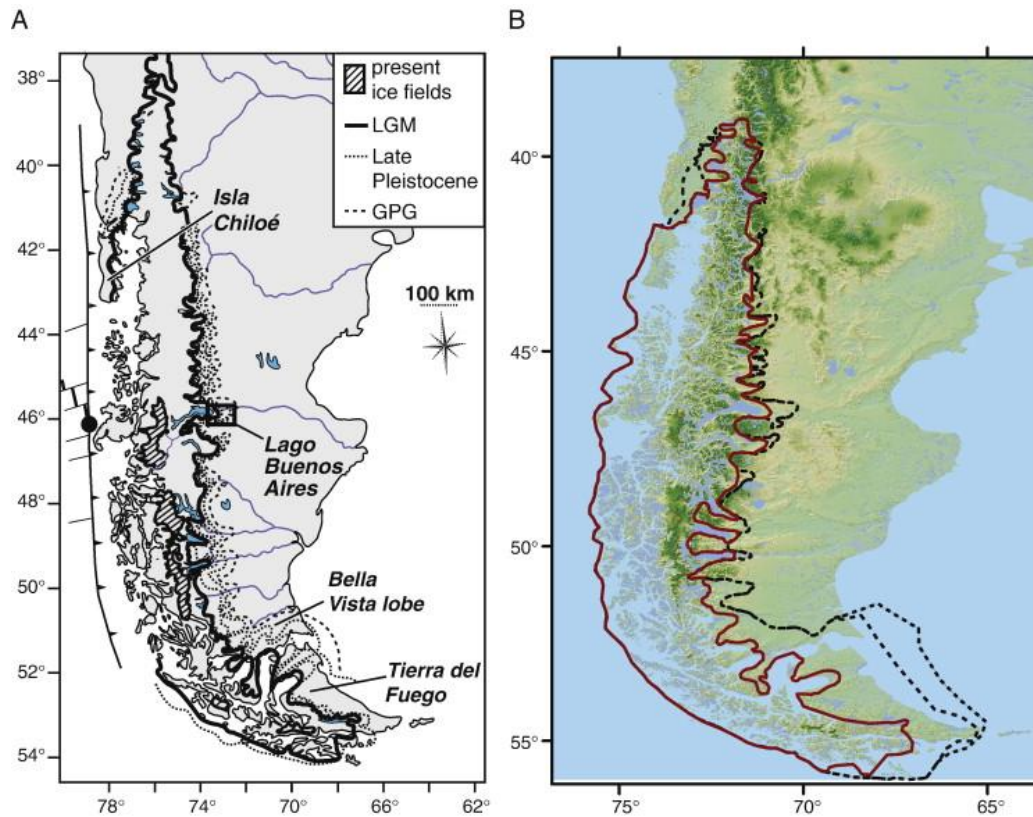 A
B
present
ice fields
LGM
Late
Pleistocene
GPG
38°
40°
42°
44°
46°
48°
50°
52°
54°
Isla
Chiloé
100 km
Lago
Buenos
Aires
Bella
Vista lobe
Tierra del
Fuego
78°
74°
70°
66°
62°
40°
45°
50°
55°
75°
70°
65°